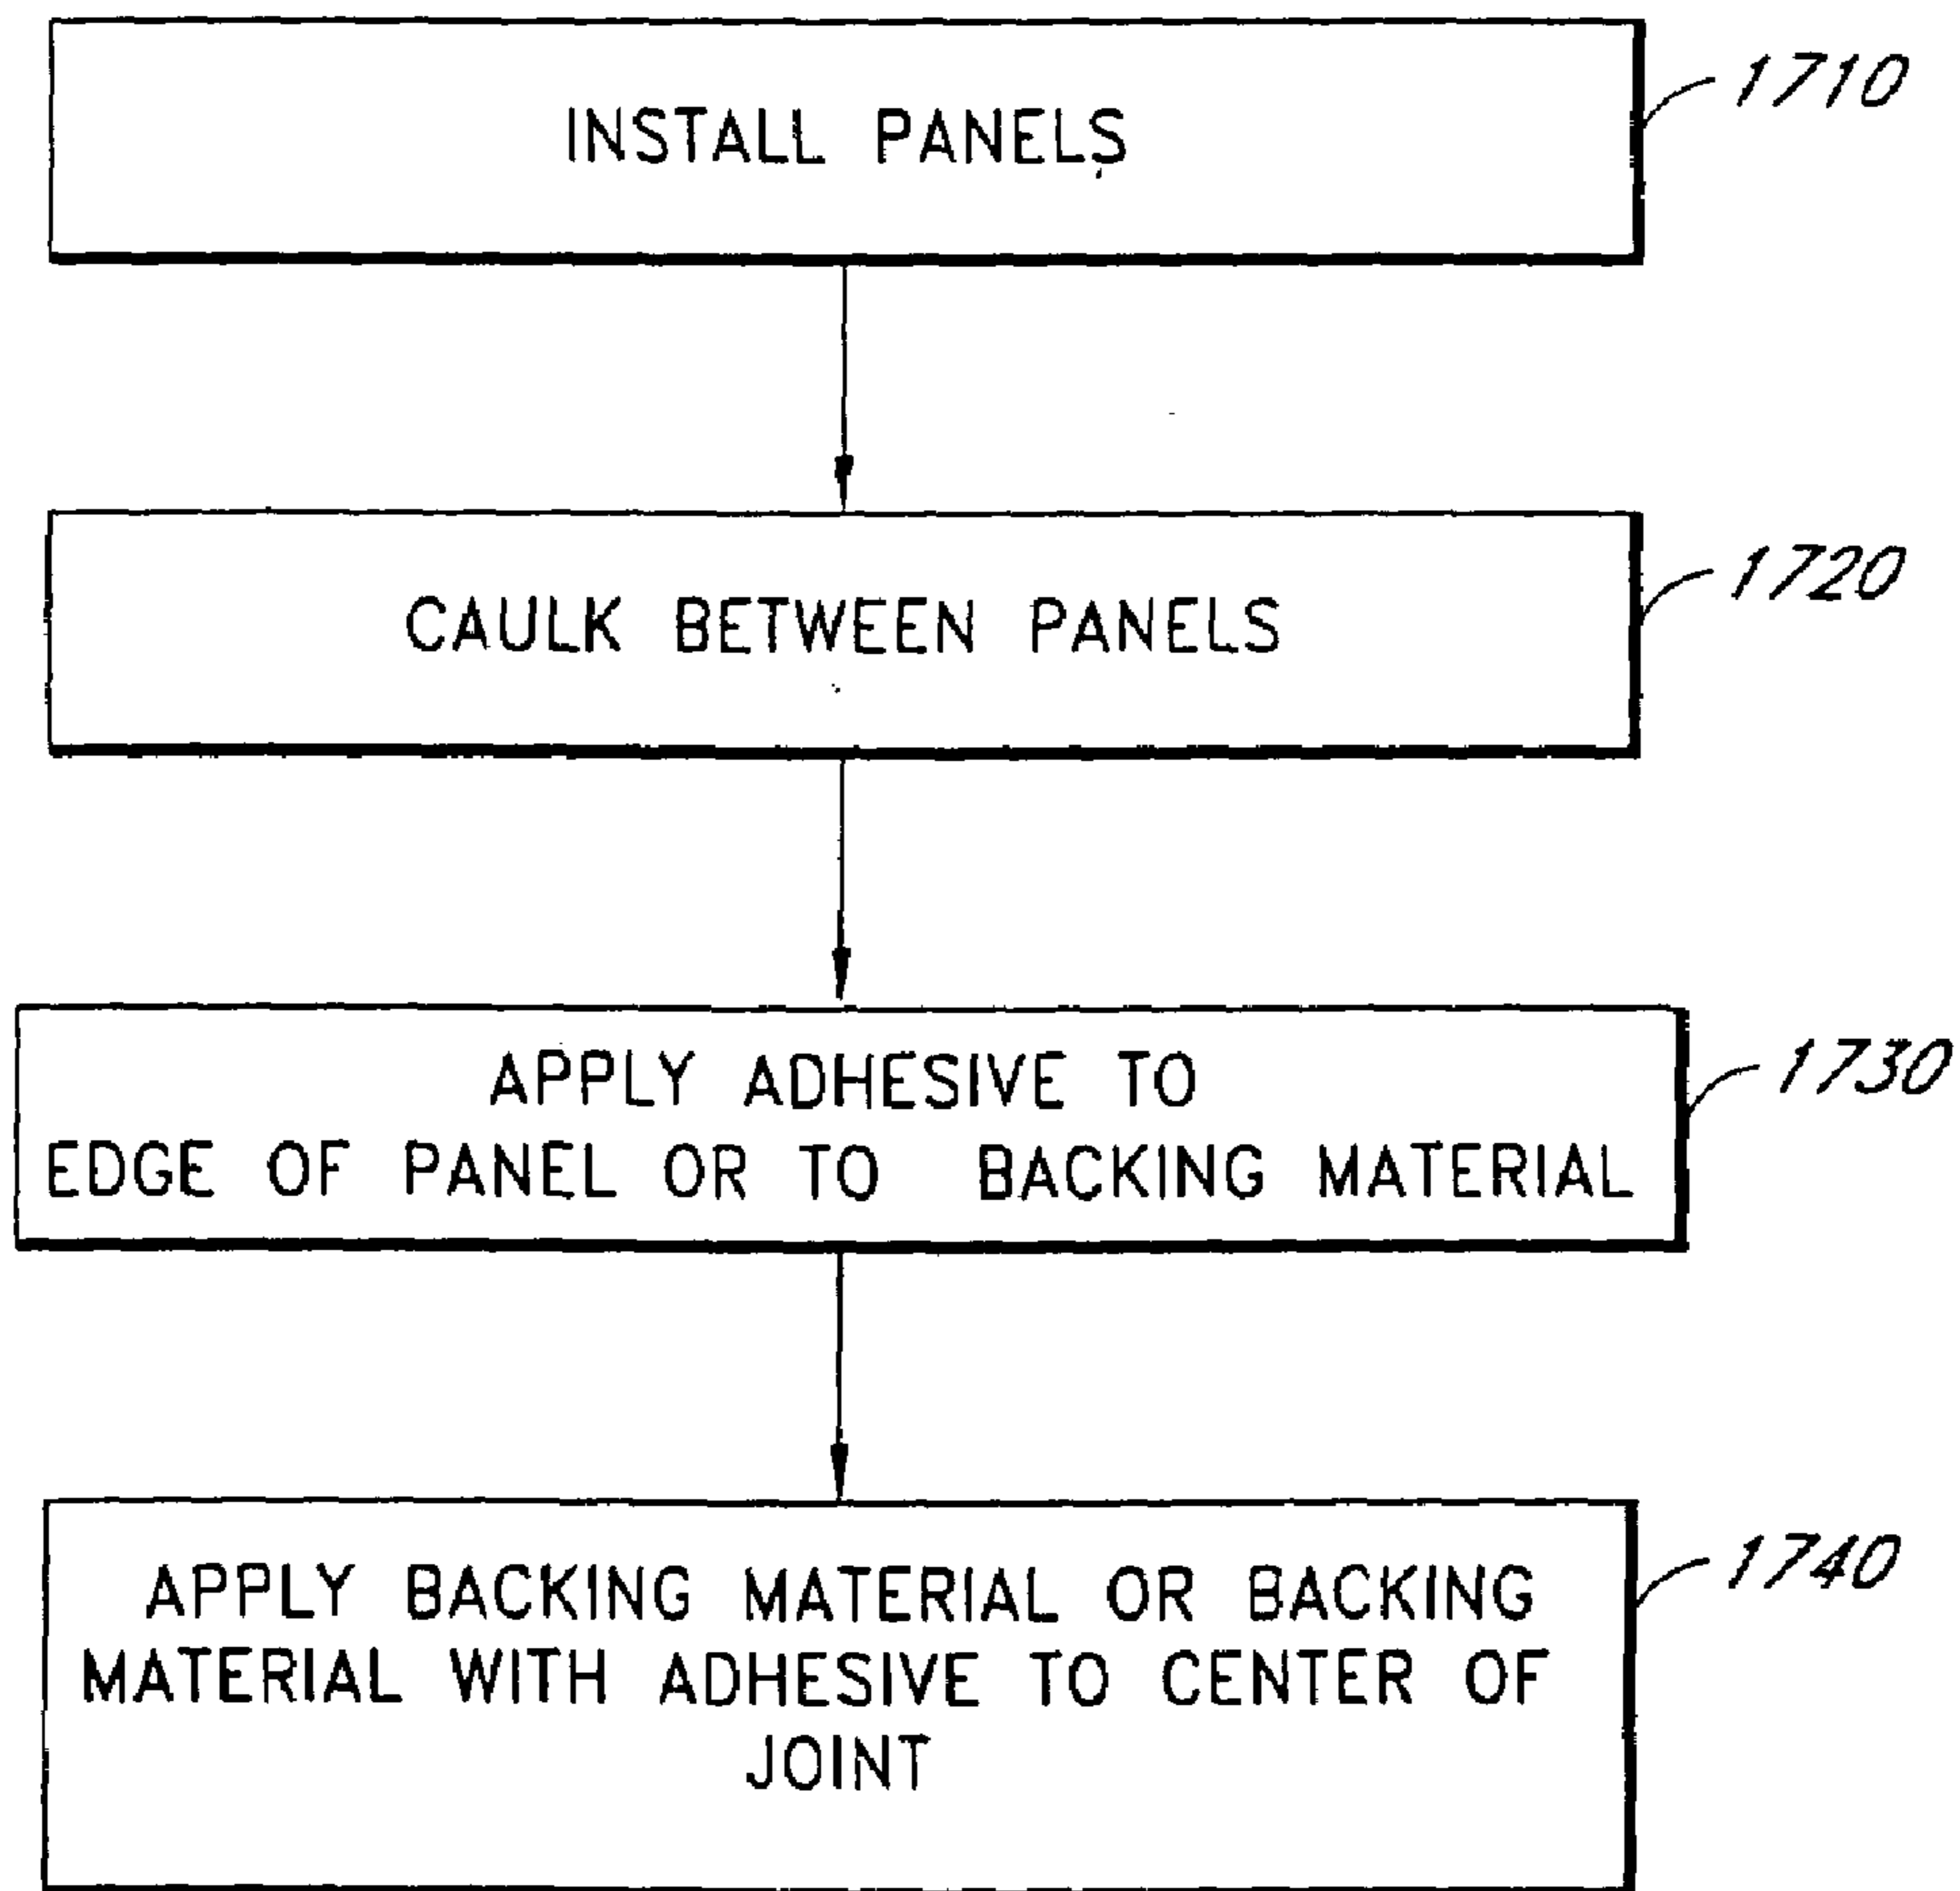 INSTALL PANELS
1710
CAULK BETWEEN PANELS
1720
APPLY ADHESIVE TO
EDGE OF PANEL OR TO BACKING MATERIAL
1730
APPLY BACKING MATERIAL OR BACKING
MATERIAL WITH ADHESIVE TO CENTER OF
JOINT
1740